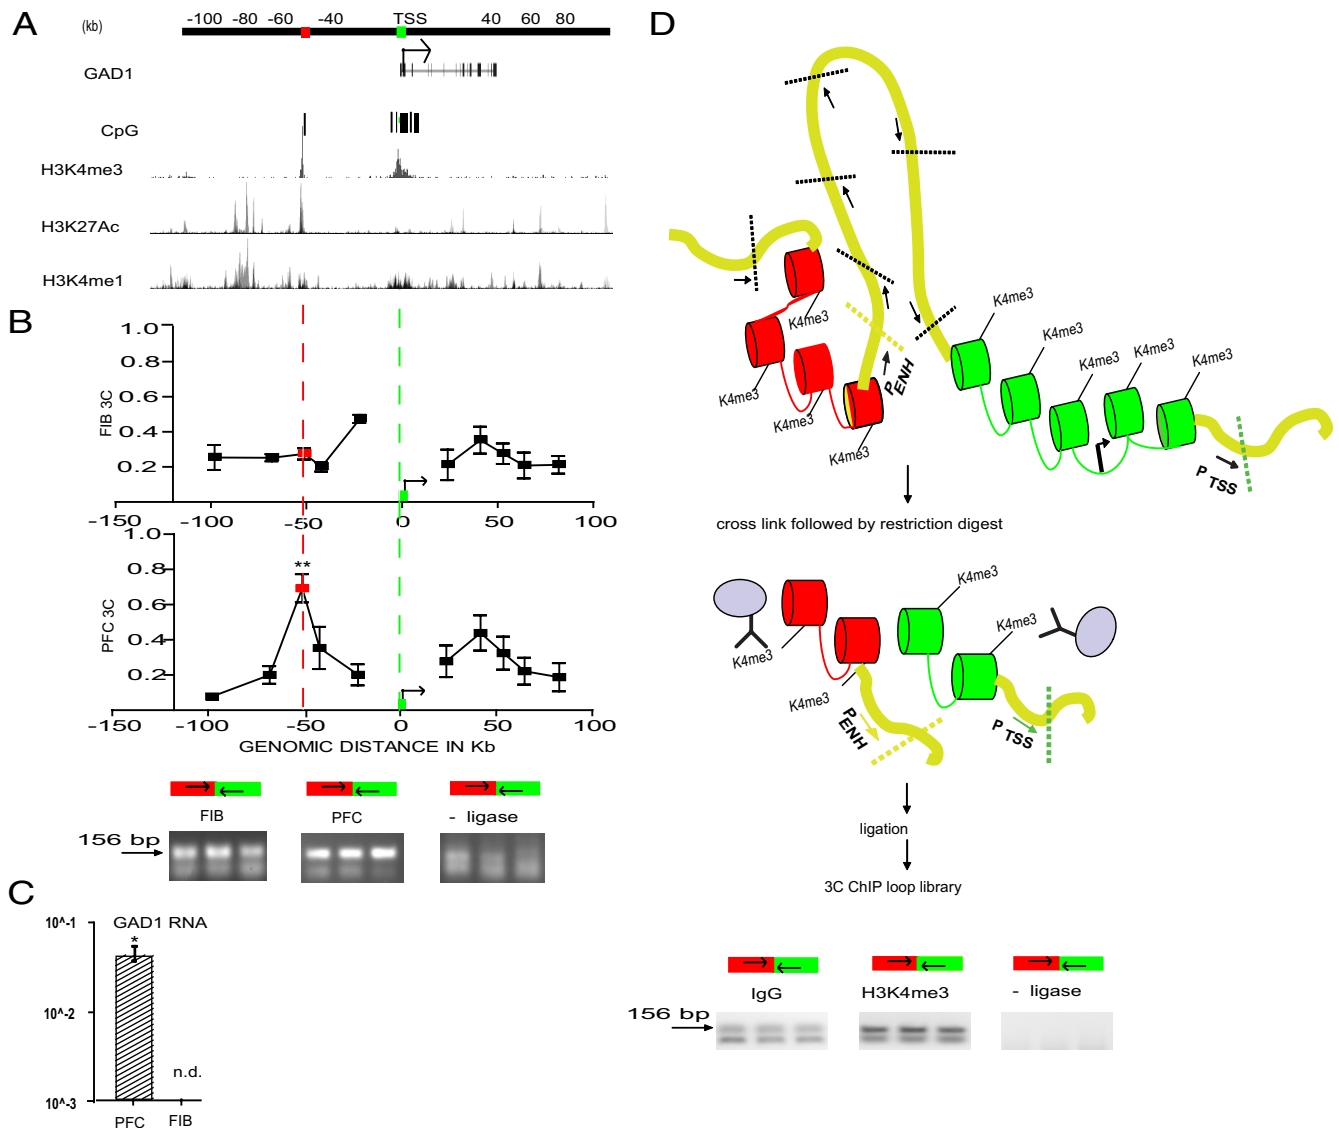 A
(kb)
-100 -80 -60 -40 TSS 40 60 80
GAD1
CpG
H3K4me3
H3K27Ac
H3K4me1
B
FIB 3C
1.0
0.8
0.6
0.4
0.2
-150 -100 -50 0 50 100
PFC 3C
1.0
0.8
0.6
0.4
0.2
**
-150 -100 -50 0 50 100
GENOMIC DISTANCE IN Kb
FIB PFC - ligase
156 bp
C
GAD1 RNA
10^-1
10^-2
10^-3
*
n.d.
PFC FIB
D
K4me3
K4me3
K4me3
K4me3
P ENH
K4me3
K4me3
K4me3
K4me3
K4me3
P TSS
cross link followed by restriction digest
K4me3
K4me3
K4me3
K4me3
P ENH
P TSS
ligation
3C ChIP loop library
IgG H3K4me3 - ligase
156 bp